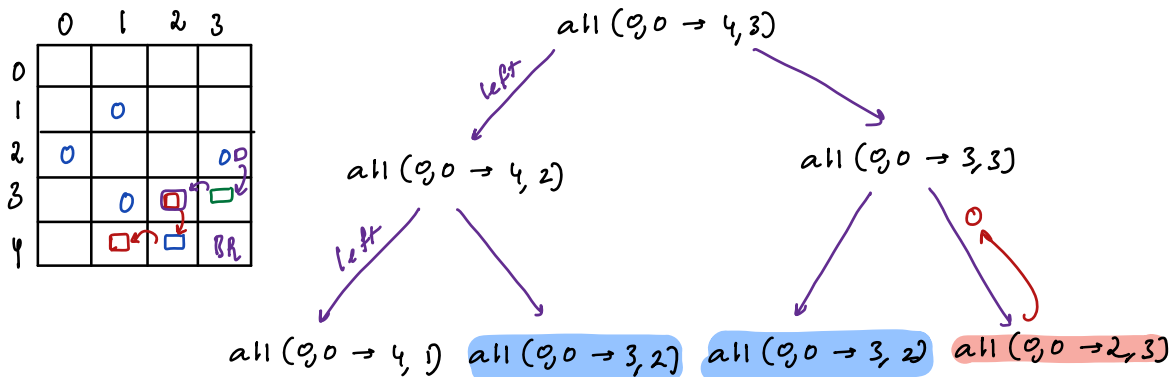 0 1 2 3
all (0,0 → 4,3)
0
left
1 0
2 0 0
all (0,0 → 4,2)
all (0,0 → 3,3)
3 0
0
4 BR
left
all (0,0 → 4,1)
all (0,0 → 3,2)
all (0,0 → 3,2)
all (0,0 → 2,3)